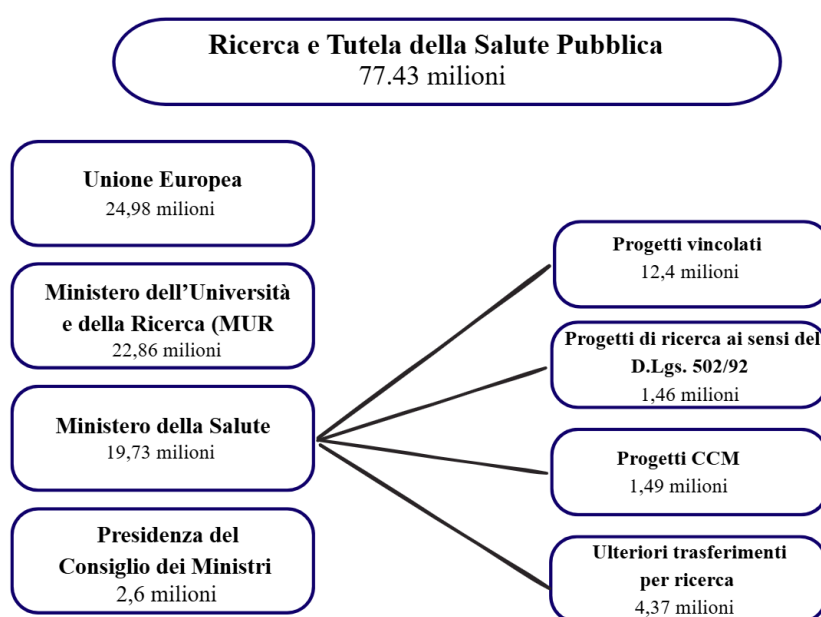 Ricerca e Tutela della Salute Pubblica
77.43 milioni
Unione Europea
24,98 milioni
Ministero dell'Università
e della Ricerca (MUR
22,86 milioni
Ministero della Salute
19,73 milioni
Presidenza del
Consiglio dei Ministri
2,6 milioni
Progetti vincolati
12,4 milioni
Progetti di ricerca ai sensi del
D.Lgs. 502/92
1,46 milioni
Progetti CCM
1,49 milioni
Ulteriori trasferimenti
per ricerca
4,37 milioni